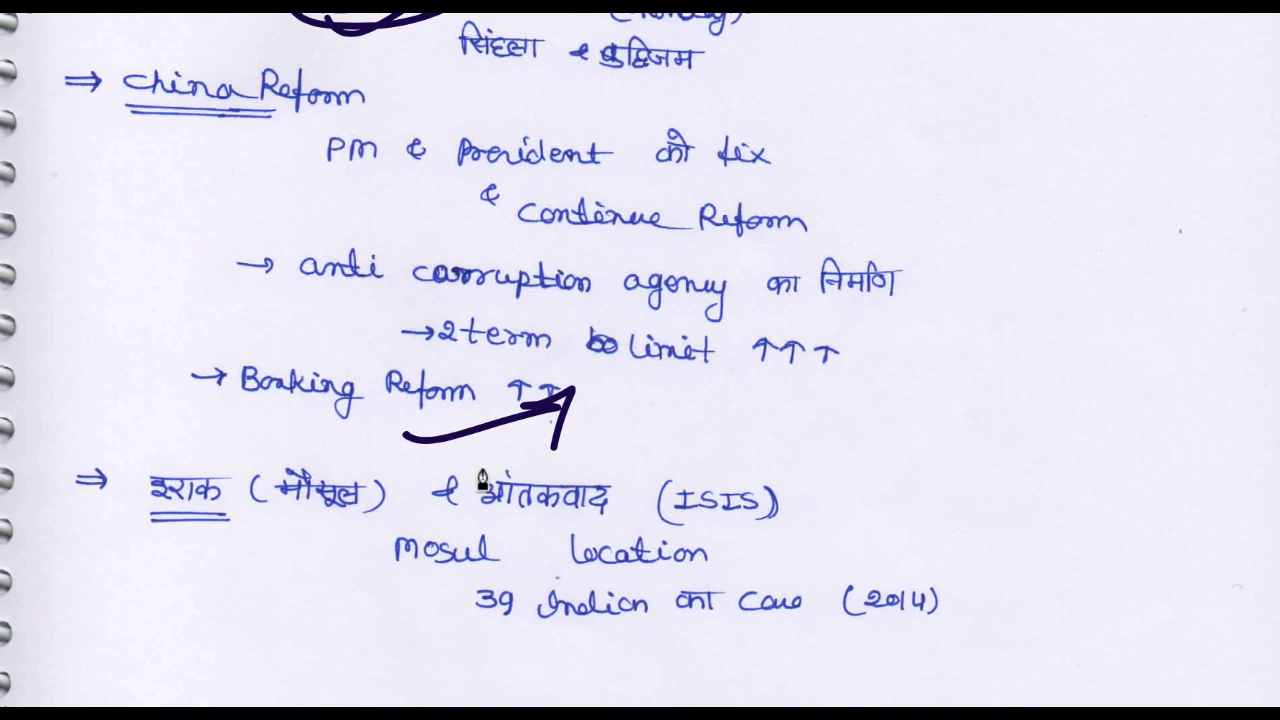 सिंहला & बुद्धिजम
⇒ China Reform
PM & President को fix
& Continue Reform
→ anti corruption agency का निर्माण
→ 2 term limit ↑↑↑
→ Banking Reform ↑↑
⇒ इराक (मौसूल) & आंतकवाद (ISIS)
Mosul location
39 Indian का Case (2014)